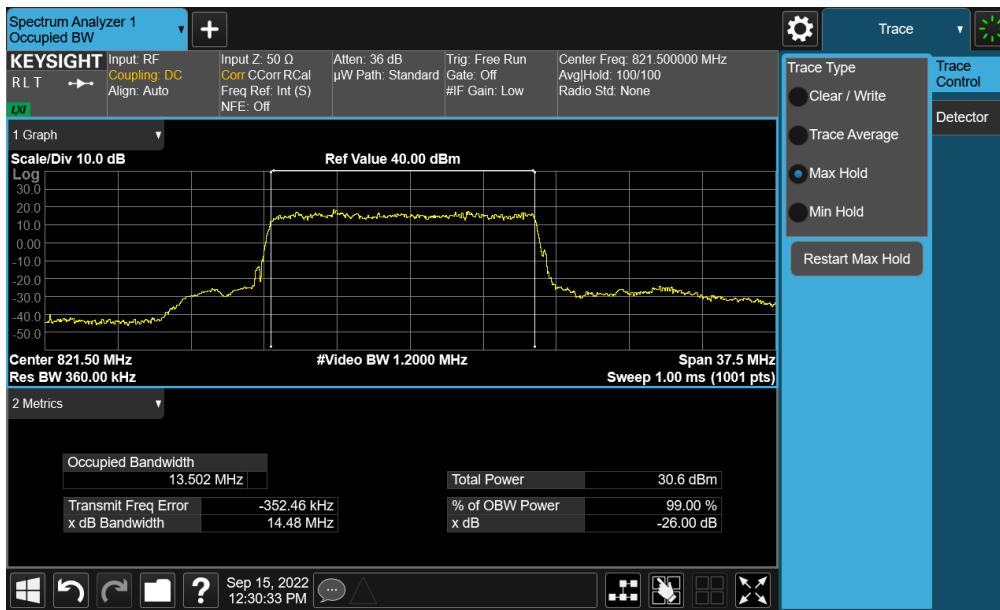 Spectrum Analyzer 1
Occupied BW
Trace
KEYSIGHT
R L T
LXI
Input: RF
Coupling: DC
Align: Auto
Input Z: 50 Ω
Corr CCorr RCal
Freq Ref: Int (S)
NFE: Off
Atten: 36 dB
µW Path: Standard
Trig: Free Run
Gate: Off
#IF Gain: Low
Center Freq: 821.500000 MHz
Avg|Hold: 100/100
Radio Std: None
Trace Type
Clear / Write
Trace Average
Max Hold
Min Hold
Restart Max Hold
Trace
Control
Detector
1 Graph
Scale/Div 10.0 dB
Ref Value 40.00 dBm
Log
30.0
20.0
10.0
0.00
-10.0
-20.0
-30.0
-40.0
-50.0
Center 821.50 MHz
#Video BW 1.2000 MHz
Span 37.5 MHz
Res BW 360.00 kHz
Sweep 1.00 ms (1001 pts)
2 Metrics
Occupied Bandwidth
13.502 MHz
Total Power 30.6 dBm
Transmit Freq Error -352.46 kHz
% of OBW Power 99.00 %
x dB Bandwidth 14.48 MHz
x dB -26.00 dB
?
Sep 15, 2022
12:30:33 PM